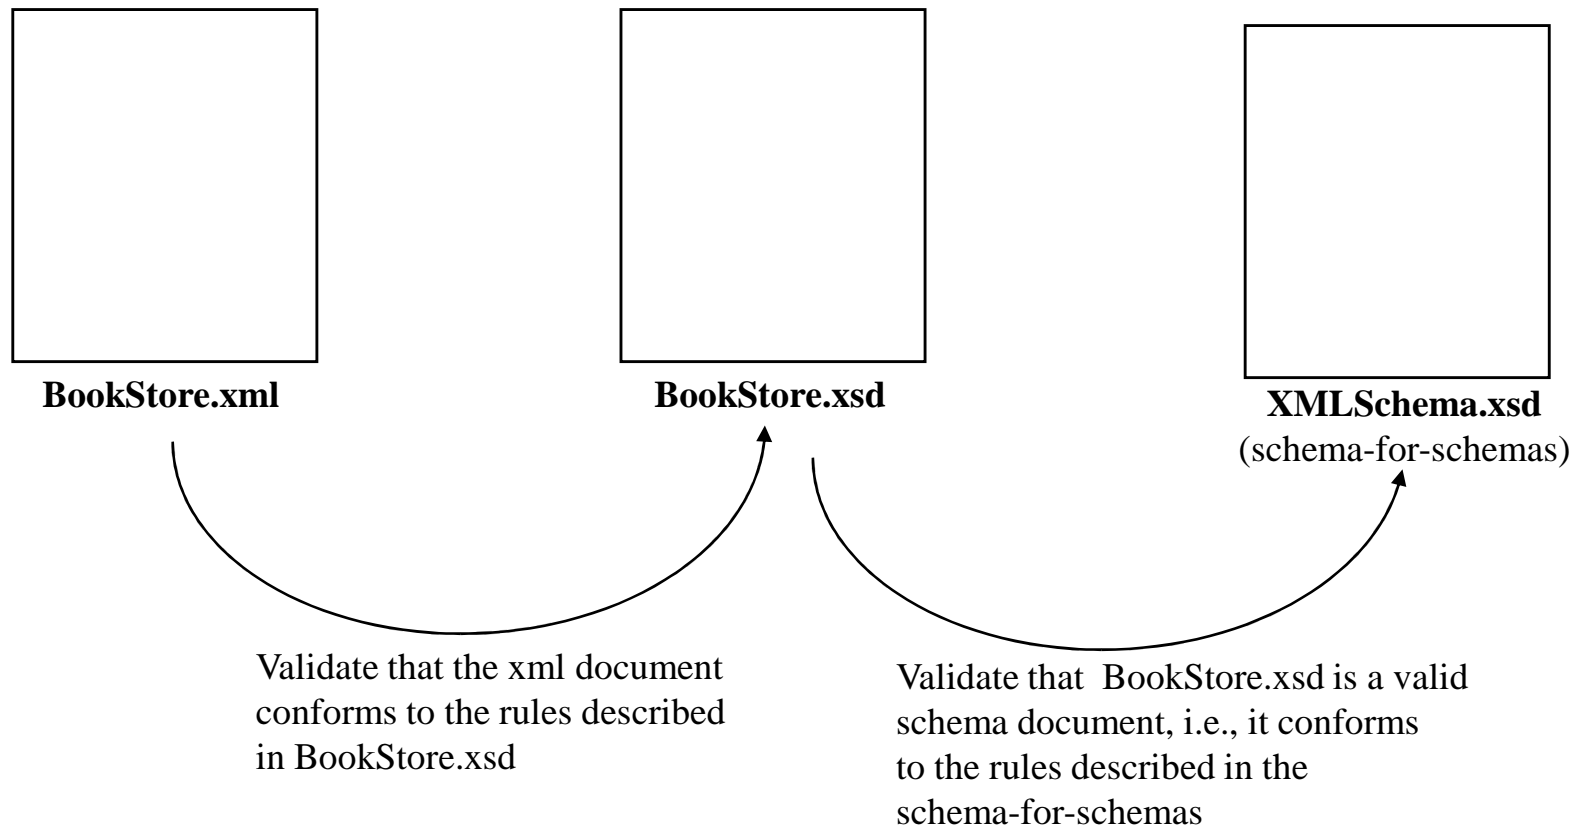 BookStore.xml
BookStore.xsd
XMLSchema.xsd
(schema-for-schemas)
Validate that the xml document
conforms to the rules described
in BookStore.xsd
Validate that  BookStore.xsd is a valid
schema document, i.e., it conforms
to the rules described in the
schema-for-schemas